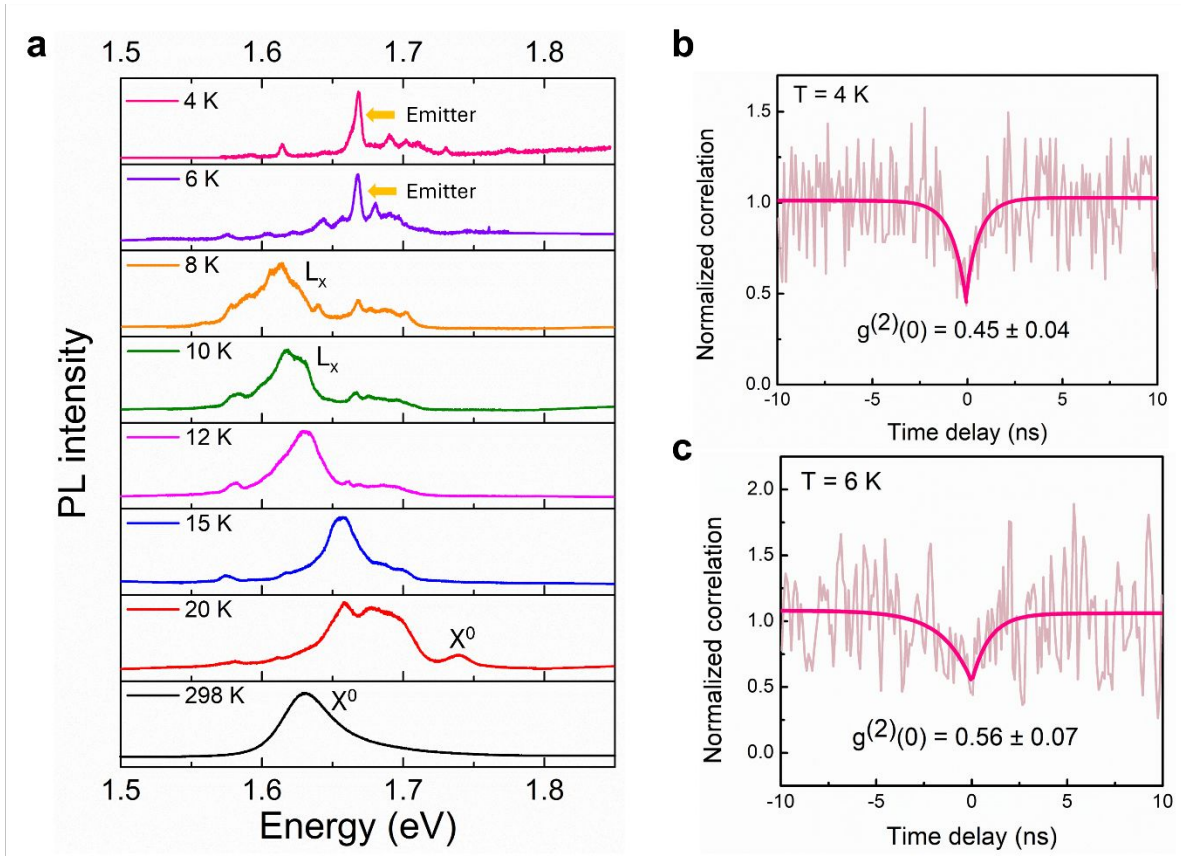 a
1.5 1.6 1.7 1.8
4 K
Emitter
6 K
Emitter
8 K
Lx
10 K
Lx
12 K
15 K
20 K
X⁰
298 K
X⁰
PL intensity
1.5 1.6 1.7 1.8
Energy (eV)
b
T = 4 K
1.5
1.0
0.5
0.0
Normalized correlation
g(2)(0) = 0.45 ± 0.04
-10 -5 0 5 10
Time delay (ns)
c
T = 6 K
2.0
1.5
1.0
0.5
0.0
Normalized correlation
g(2)(0) = 0.56 ± 0.07
-10 -5 0 5 10
Time delay (ns)